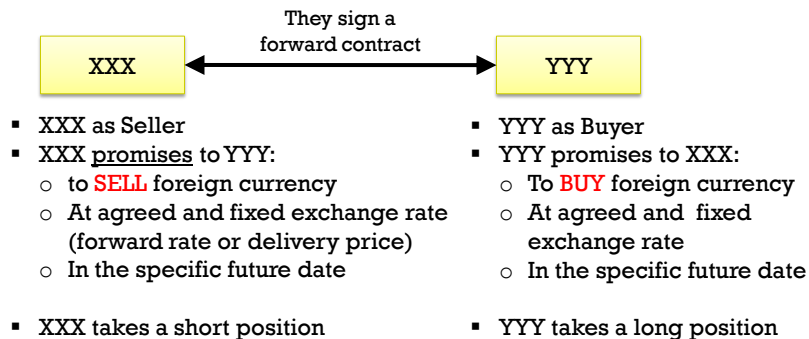 They sign a
forward contract
XXX
YYY
▪ XXX as Seller
▪ XXX promises to YYY:
o to SELL foreign currency
o At agreed and fixed exchange rate
(forward rate or delivery price)
o In the specific future date
▪ XXX takes a short position
▪ YYY as Buyer
▪ YYY promises to XXX:
o To BUY foreign currency
o At agreed and fixed
exchange rate
o In the specific future date
▪ YYY takes a long position